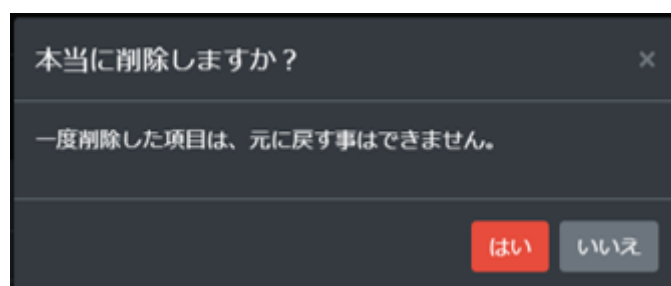 本当に削除しますか？
一度削除した項目は、元に戻す事はできません。
はい いいえ